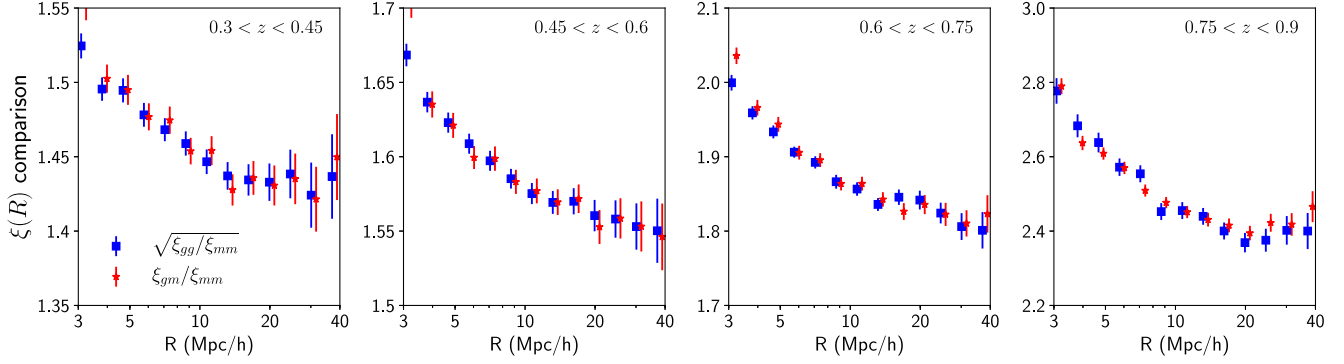 ξ(R) comparison
0.3 < z < 0.45
1.55
1.5
1.45
1.4
1.35
√ξgg/ξmm
ξgm/ξmm
3 5 10 20 40
R (Mpc/h)
0.45 < z < 0.6
1.7
1.65
1.6
1.55
1.5
3 5 10 20 40
R (Mpc/h)
0.6 < z < 0.75
2.1
2.0
1.9
1.8
1.7
3 5 10 20 40
R (Mpc/h)
0.75 < z < 0.9
3.0
2.8
2.6
2.4
2.2
3 5 10 20 40
R (Mpc/h)